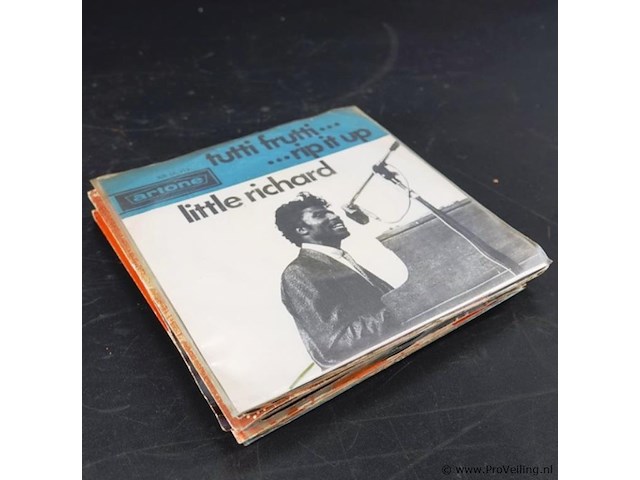 tutti frutti...
...rip it up
artone
little richard
© www.ProVeiling.nl